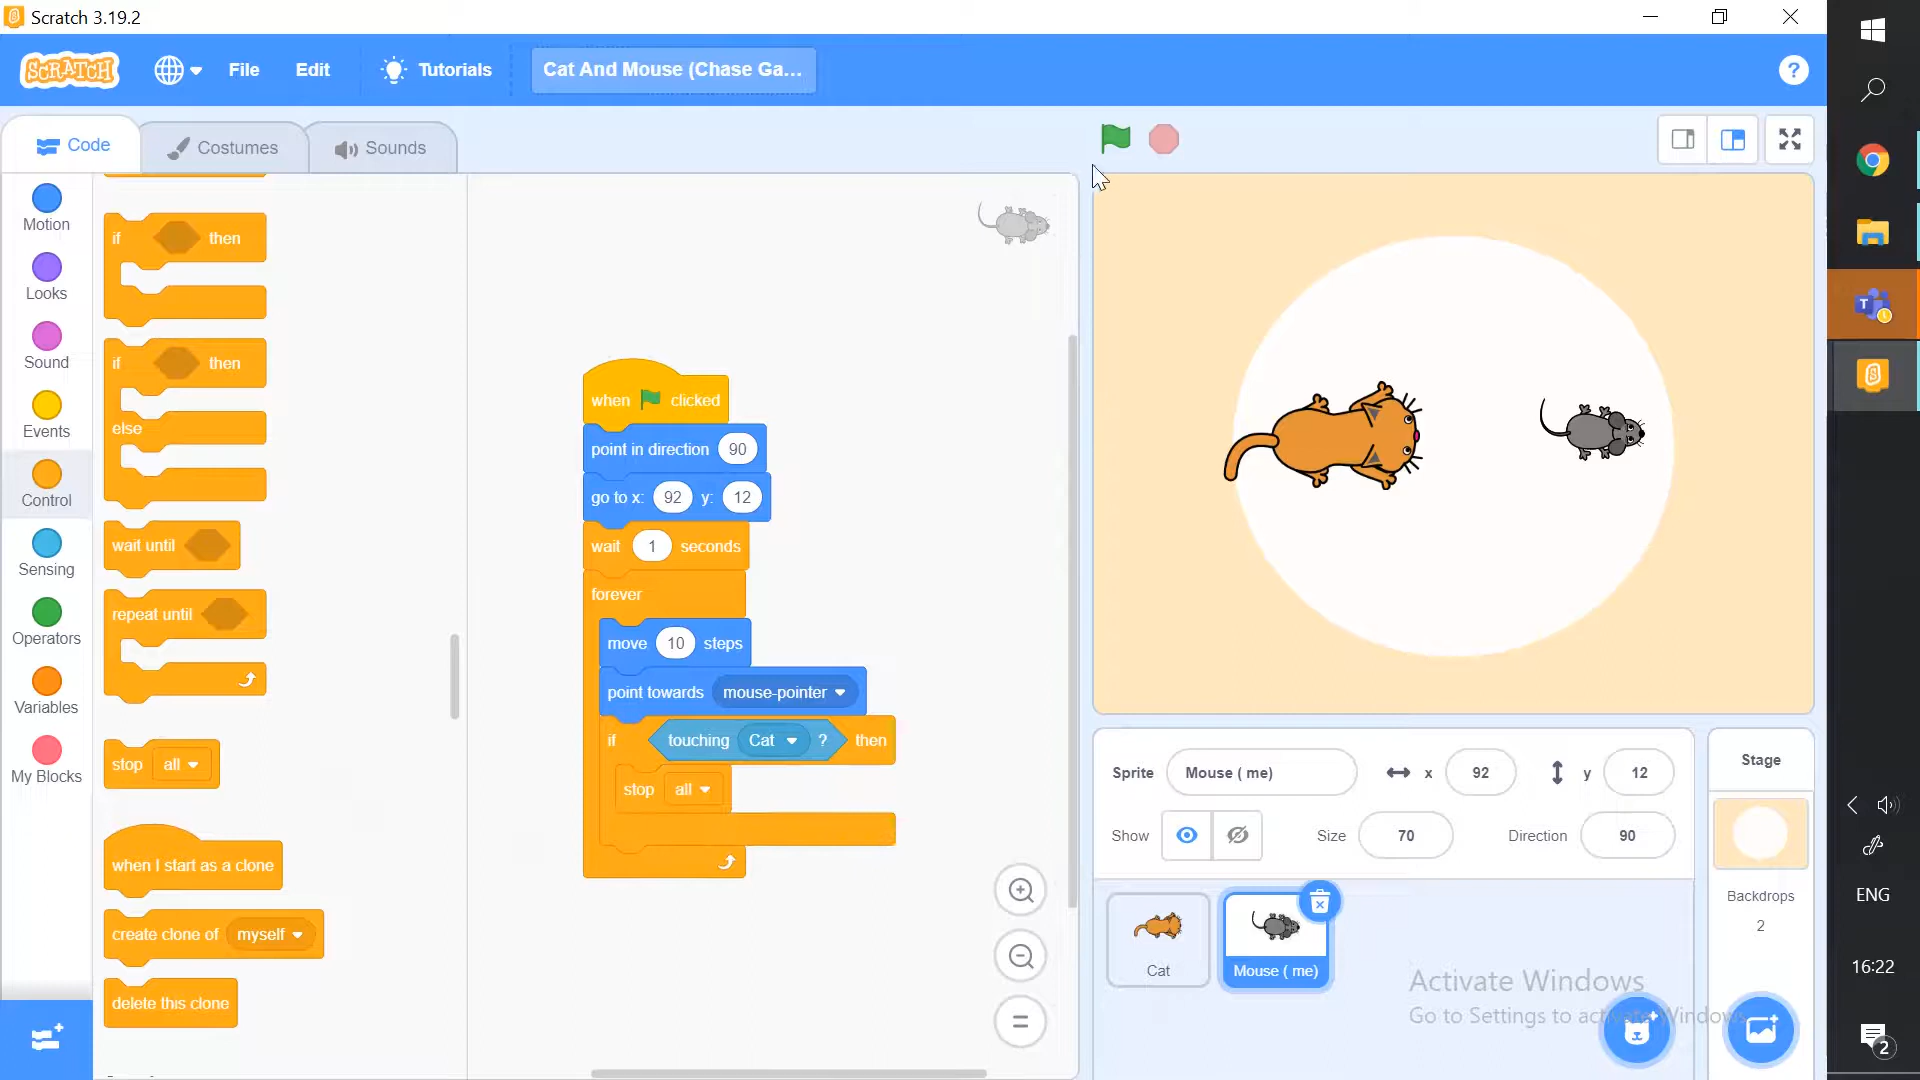 Scratch 3.19.2
SCRATCH
File
Edit
Tutorials
Cat And Mouse (Chase Ga...
?
Code
Costumes
Sounds
Motion
Looks
Sound
Events
Control
Sensing
Operators
Variables
My Blocks
if then
if then
else
wait until
repeat until
stop all
when I start as a clone
create clone of myself
delete this clone
when clicked
point in direction 90
go to x: 92 y: 12
wait 1 seconds
forever
move 10 steps
point towards mouse-pointer
if touching Cat ? then
stop all
Sprite Mouse ( me) x 92 y 12
Show Size 70 Direction 90
Cat
Mouse ( me)
Stage
Backdrops
2
Activate Windows
Go to Settings to activate Windows.
T
ENG
16:22
2